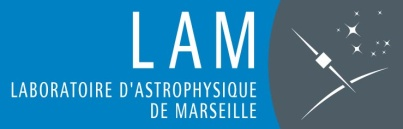 LAM
LABORATOIRE D'ASTROPHYSIQUE
DE MARSEILLE